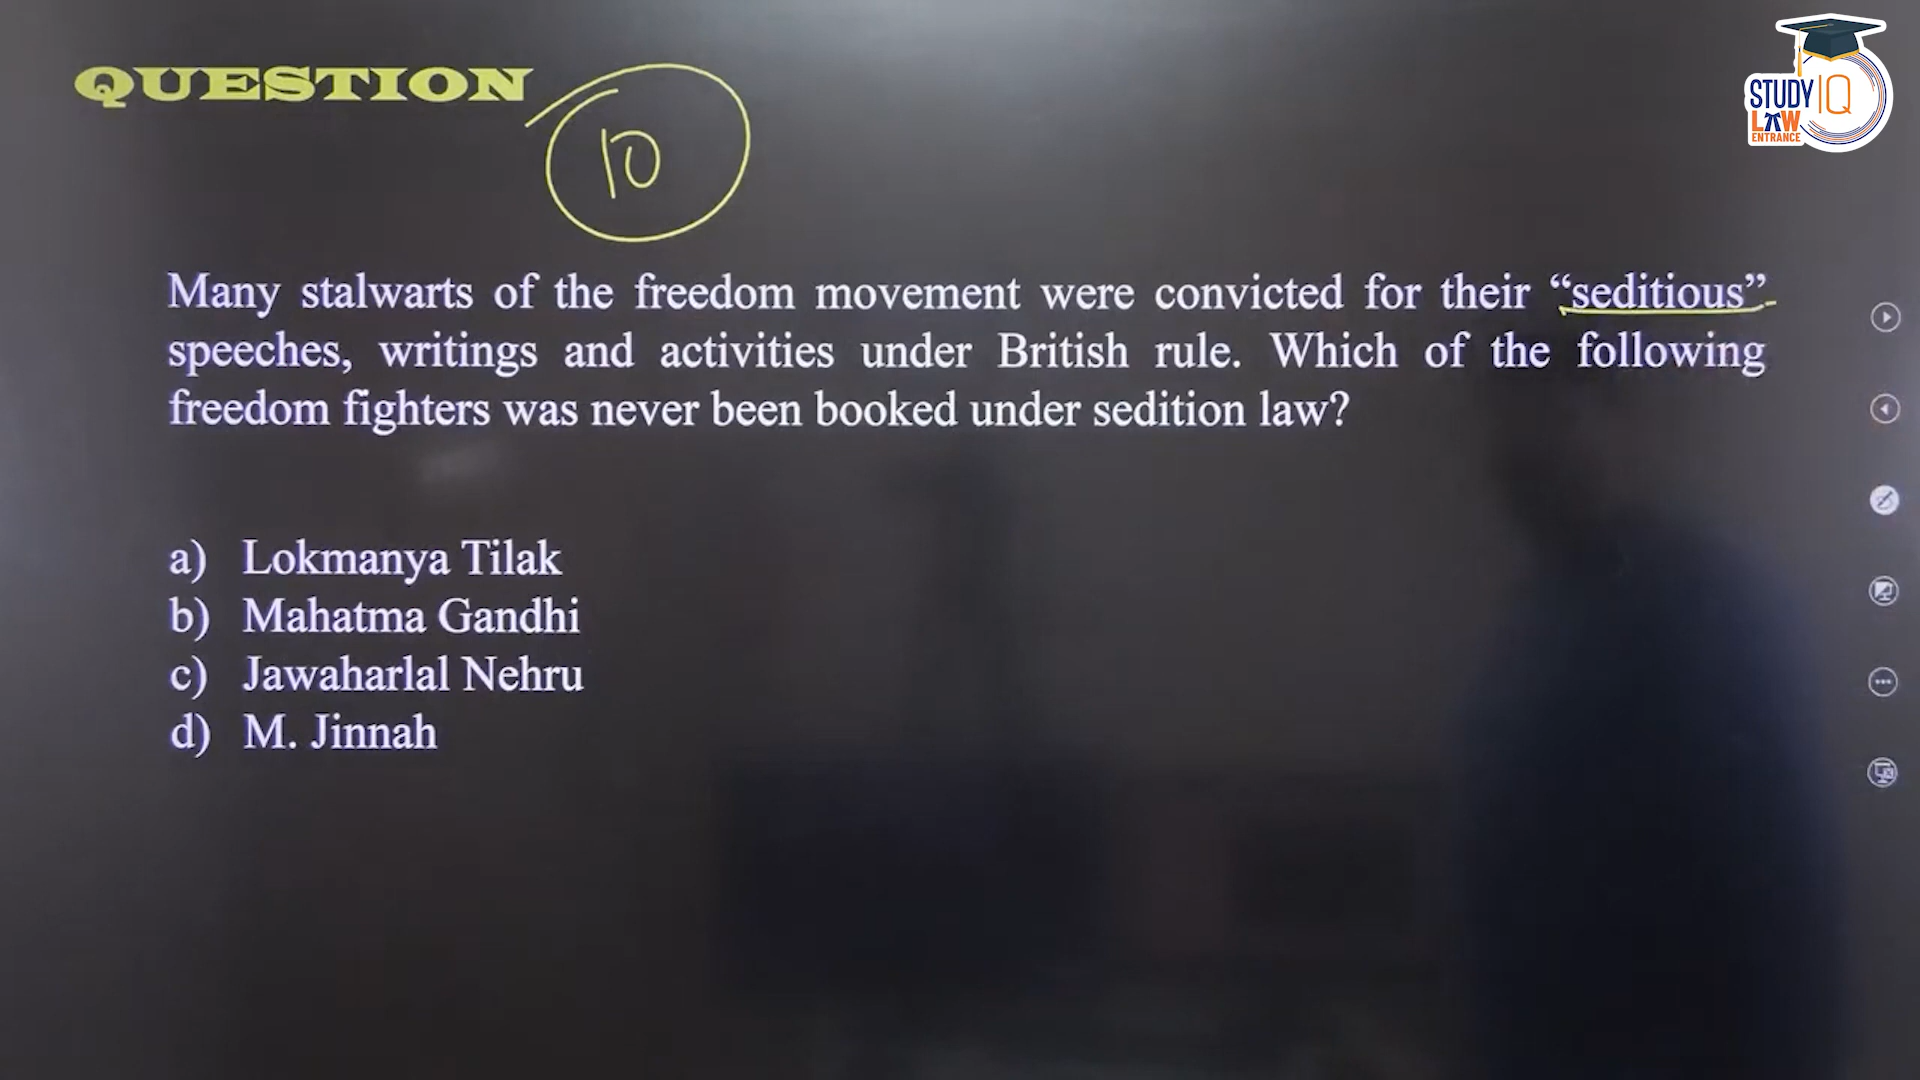 QUESTION
10
STUDY IQ
LAW
ENTRANCE
Many stalwarts of the freedom movement were convicted for their “seditious”
speeches, writings and activities under British rule. Which of the following
freedom fighters was never been booked under sedition law?
a) Lokmanya Tilak
b) Mahatma Gandhi
c) Jawaharlal Nehru
d) M. Jinnah